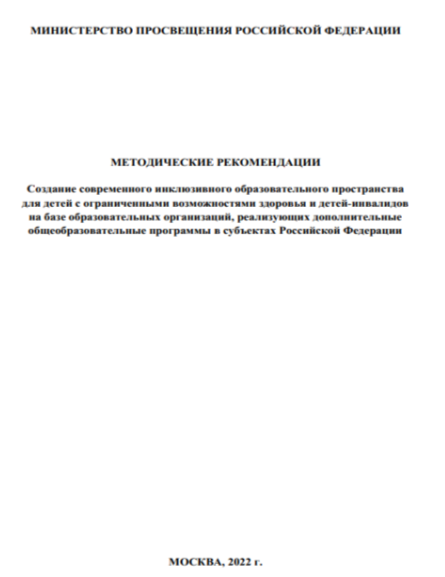 МИНИСТЕРСТВО ПРОСВЕЩЕНИЯ РОССИЙСКОЙ ФЕДЕРАЦИИ
МЕТОДИЧЕСКИЕ РЕКОМЕНДАЦИИ
Создание современного инклюзивного образовательного пространства
для детей с ограниченными возможностями здоровья и детей-инвалидов
на базе образовательных организаций, реализующих дополнительные
общеобразовательные программы в субъектах Российской Федерации
МОСКВА, 2022 г.